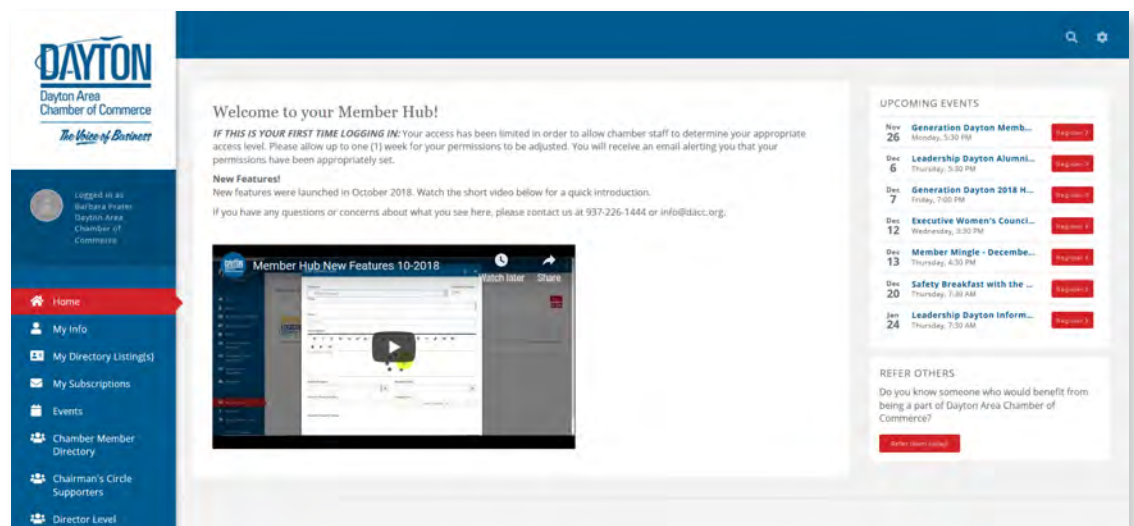 DAYTON
Dayton Area
Chamber of Commerce
The Voice of Business
Logged in as
Barbara Prater
Dayton Area
Chamber of
Commerce
Home
My Info
My Directory Listing(s)
My Subscriptions
Events
Chamber Member
Directory
Chairman's Circle
Supporters
Director Level
Welcome to your Member Hub!
IF THIS IS YOUR FIRST TIME LOGGING IN: Your access has been limited in order to allow chamber staff to determine your appropriate
access level. Please allow up to one (1) week for your permissions to be adjusted. You will receive an email alerting you that your
permissions have been appropriately set.
New Features!
New features were launched in October 2018. Watch the short video below for a quick introduction.
If you have any questions or concerns about what you see here, please contact us at 937-226-1444 or info@dacc.org.
Member Hub New Features 10-2018
Watch later
Share
UPCOMING EVENTS
Nov 26 Generation Dayton Memb... Register
Monday, 5:30 PM
Dec 6 Leadership Dayton Alumni... Register
Thursday, 5:30 PM
Dec 7 Generation Dayton 2018 H... Register
Friday, 7:00 PM
Dec 12 Executive Women's Counci... Register
Wednesday, 3:30 PM
Dec 13 Member Mingle - Decembe... Register
Thursday, 4:30 PM
Dec 20 Safety Breakfast with the ... Register
Thursday, 7:30 AM
Jan 24 Leadership Dayton Inform... Register
Thursday, 7:30 AM
REFER OTHERS
Do you know someone who would benefit from
being a part of Dayton Area Chamber of
Commerce?
Refer them today!